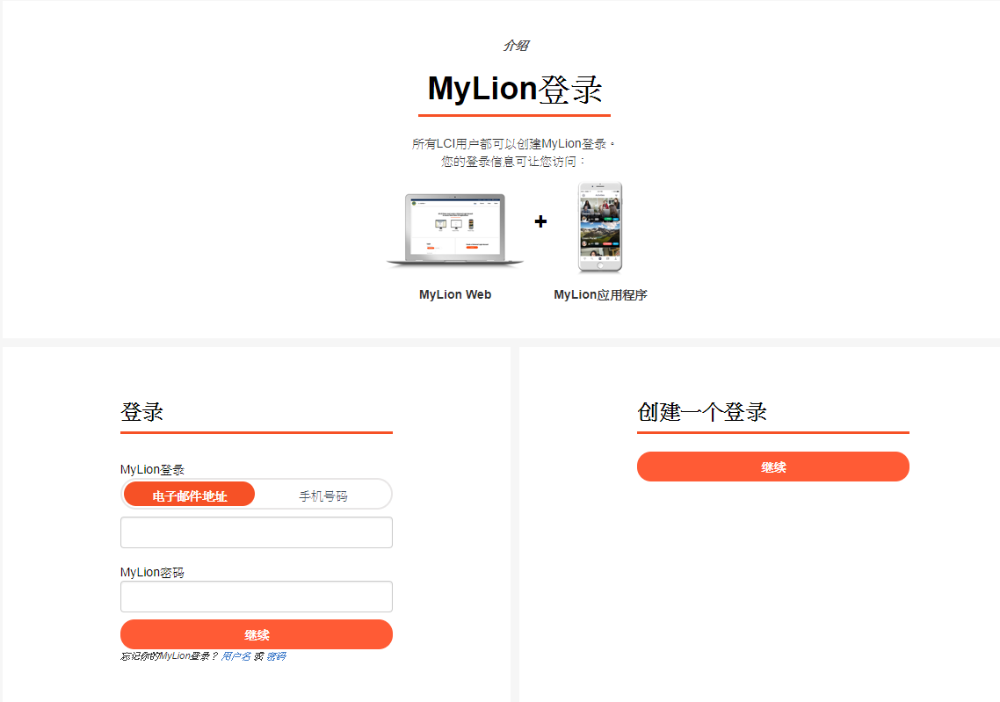 介绍
MyLion登录
所有LCI用户都可以创建MyLion登录。
您的登录信息可让您访问：
+
MyLion Web
MyLion应用程序
登录
MyLion登录
电子邮件地址
手机号码
MyLion密码
继续
忘记你的MyLion登录？ 用户名 或 密码
创建一个登录
继续